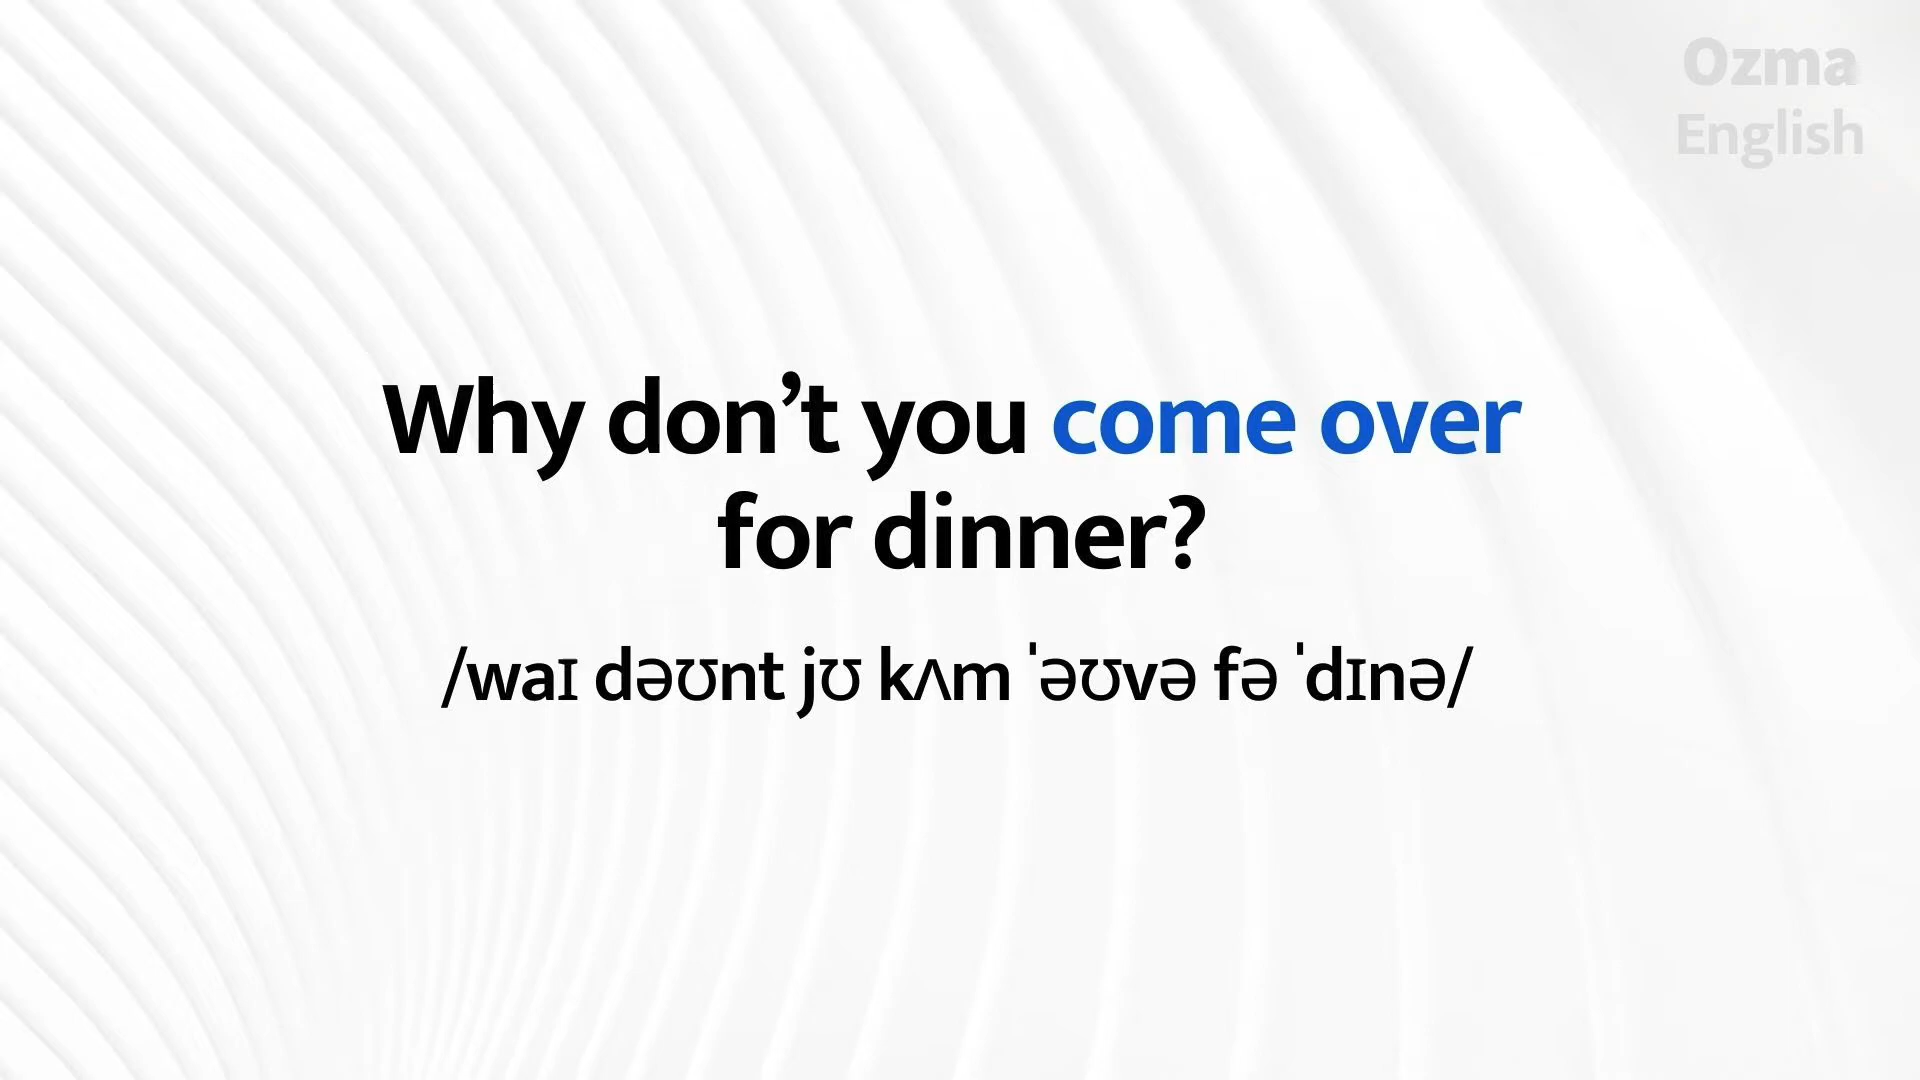 Ozma
English
Why don’t you come over
for dinner?
/waɪ dəʊnt jʊ kʌm ˈəʊvə fə ˈdɪnə/